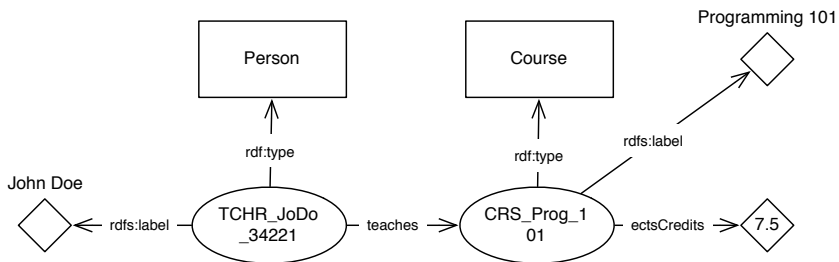 Programming 101
Person
Course
rdfs:label
rdf:type
rdf:type
John Doe
rdfs:label
TCHR_JoDo
_34221
teaches
CRS_Prog_1
01
ectsCredits
7.5